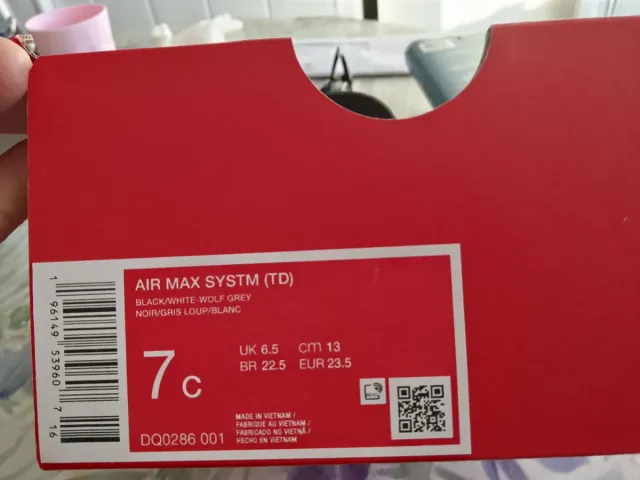 AIR MAX SYSTM (TD)
BLACK/WHITE-WOLF GREY
NOIR/GRIS LOUP/BLANC
7c
UK 6.5 cm 13
BR 22.5 EUR 23.5
MADE IN VIETNAM /
FABRIQUE AU VIETNAM /
FABRICADO NO VIETNÃ /
HECHO EN VIETNAM
DQ0286 001
1 96149 53960 7 16